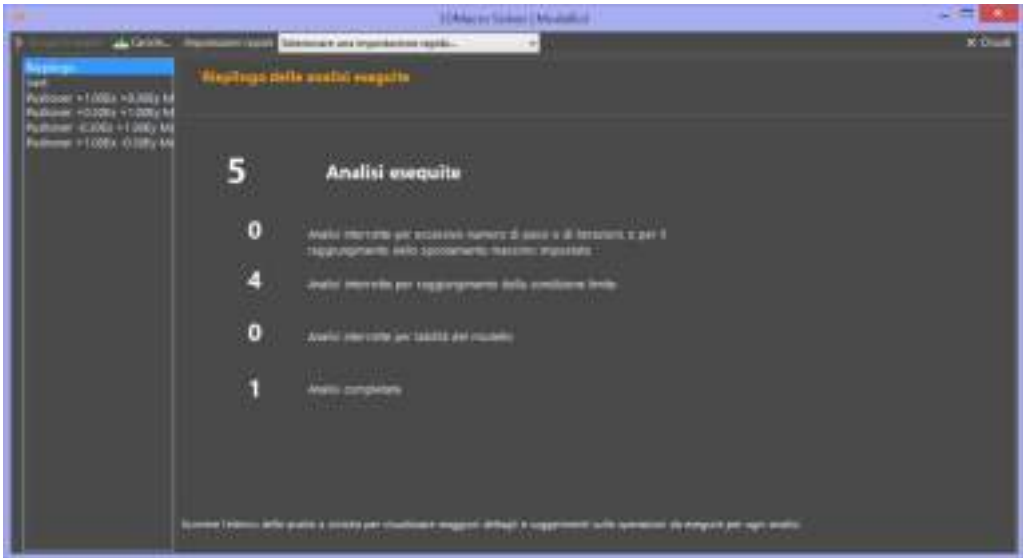 3DMacro Solver [Modello]
Impostazioni rapide Selezionare una impostazione rapida...
Chiudi
Riepilogo
Riepilogo delle analisi eseguite
Pushover +1.00Ex +0.30Ey
Pushover +0.30Ex +1.00Ey
Pushover -0.30Ex +1.00Ey
Pushover +1.00Ex -0.30Ey
5 Analisi eseguite
0 Analisi interrotte per eccessivo numero di passi o di iterazioni, o per il
raggiungimento dello spostamento massimo impostato
4 Analisi interrotte per raggiungimento della condizione limite
0 Analisi interrotte per labilità del modello
1 Analisi completate
Scorrere l'elenco delle analisi a sinistra per visualizzare maggiori dettagli e suggerimenti sulle operazioni da eseguire per ogni analisi